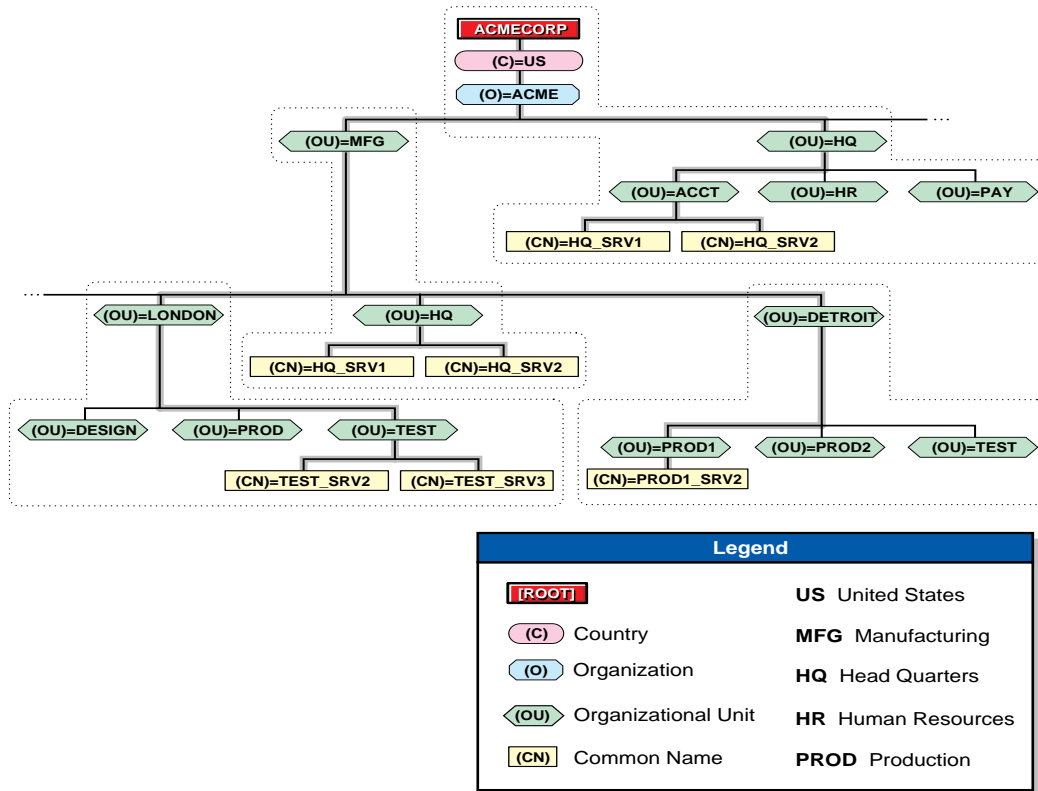 ACMECORP
(C)=US
(O)=ACME
...
(OU)=MFG
(OU)=HQ
(OU)=ACCT
(OU)=HR
(OU)=PAY
(CN)=HQ_SRV1
(CN)=HQ_SRV2
...
(OU)=LONDON
(OU)=HQ
(OU)=DETROIT
(CN)=HQ_SRV1
(CN)=HQ_SRV2
(OU)=DESIGN
(OU)=PROD
(OU)=TEST
(OU)=PROD1
(OU)=PROD2
(OU)=TEST
(CN)=TEST_SRV2
(CN)=TEST_SRV3
(CN)=PROD1_SRV2
Legend
[ROOT]
US United States
(C) Country
MFG Manufacturing
(O) Organization
HQ Head Quarters
(OU) Organizational Unit
HR Human Resources
(CN) Common Name
PROD Production